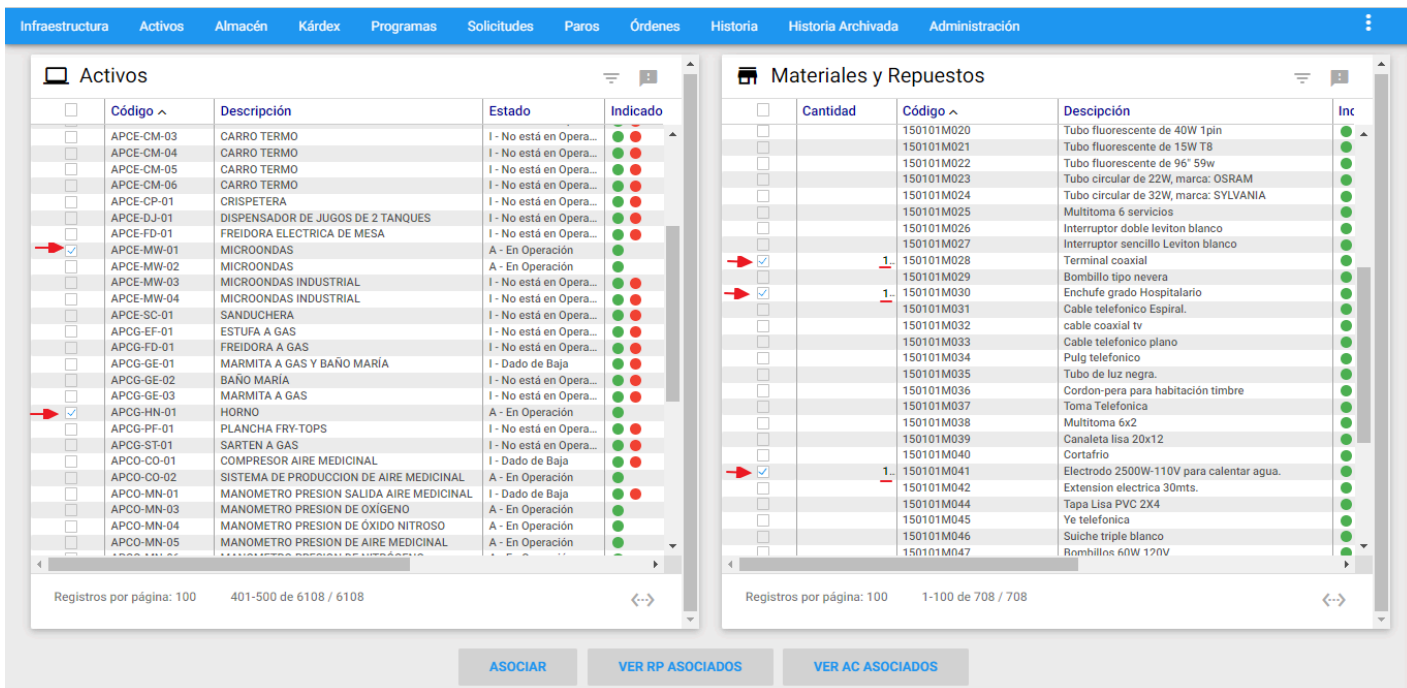 Infraestructura Activos Almacén Kárdex Programas Solicitudes Paros Órdenes Historia Historia Archivada Administración
Activos
Código Descripción Estado Indicado
APCE-CM-03 CARRO TERMO I - No está en Opera...
APCE-CM-04 CARRO TERMO I - No está en Opera...
APCE-CM-05 CARRO TERMO I - No está en Opera...
APCE-CM-06 CARRO TERMO I - No está en Opera...
APCE-CP-01 CRISPETERA I - No está en Opera...
APCE-DJ-01 DISPENSADOR DE JUGOS DE 2 TANQUES I - No está en Opera...
APCE-FD-01 FREIDORA ELECTRICA DE MESA I - No está en Opera...
APCE-MW-01 MICROONDAS A - En Operación
APCE-MW-02 MICROONDAS A - En Operación
APCE-MW-03 MICROONDAS INDUSTRIAL I - No está en Opera...
APCE-MW-04 MICROONDAS INDUSTRIAL I - No está en Opera...
APCE-SC-01 SANDUCHERA I - No está en Opera...
APCG-EF-01 ESTUFA A GAS I - No está en Opera...
APCG-FD-01 FREIDORA A GAS I - No está en Opera...
APCG-GE-01 MARMITA A GAS Y BAÑO MARÍA I - Dado de Baja
APCG-GE-02 BAÑO MARÍA I - No está en Opera...
APCG-GE-03 MARMITA A GAS I - No está en Opera...
APCG-HN-01 HORNO A - En Operación
APCG-PF-01 PLANCHA FRY-TOPS I - No está en Opera...
APCG-ST-01 SARTEN A GAS I - No está en Opera...
APCO-CO-01 COMPRESOR AIRE MEDICINAL I - Dado de Baja
APCO-CO-02 SISTEMA DE PRODUCCION DE AIRE MEDICINAL A - En Operación
APCO-MN-01 MANOMETRO PRESION SALIDA AIRE MEDICINAL I - Dado de Baja
APCO-MN-03 MANOMETRO PRESION DE OXÍGENO A - En Operación
APCO-MN-04 MANOMETRO PRESION DE ÓXIDO NITROSO A - En Operación
APCO-MN-05 MANOMETRO PRESION DE AIRE MEDICINAL A - En Operación
Registros por página: 100 401-500 de 6108 / 6108
Materiales y Repuestos
Cantidad Código Descipción Inc
150101M020 Tubo fluorescente de 40W 1pin
150101M021 Tubo fluorescente de 15W T8
150101M022 Tubo fluorescente de 96" 59w
150101M023 Tubo circular de 22W, marca: OSRAM
150101M024 Tubo circular de 32W, marca: SYLVANIA
150101M025 Multitoma 6 servicios
150101M026 Interruptor doble leviton blanco
150101M027 Interruptor sencillo Leviton blanco
1.. 150101M028 Terminal coaxial
150101M029 Bombillo tipo nevera
1.. 150101M030 Enchufe grado Hospitalario
150101M031 Cable telefonico Espiral.
150101M032 cable coaxial tv
150101M033 Cable telefonico plano
150101M034 Pulg telefonico
150101M035 Tubo de luz negra.
150101M036 Cordon-pera para habitación timbre
150101M037 Toma Telefonica
150101M038 Multitoma 6x2
150101M039 Canaleta lisa 20x12
150101M040 Cortafrio
1.. 150101M041 Electrodo 2500W-110V para calentar agua.
150101M042 Extension electrica 30mts.
150101M044 Tapa Lisa PVC 2X4
150101M045 Ye telefonica
150101M046 Suiche triple blanco
150101M047 Bombillos 60W 120V
Registros por página: 100 1-100 de 708 / 708
ASOCIAR VER RP ASOCIADOS VER AC ASOCIADOS